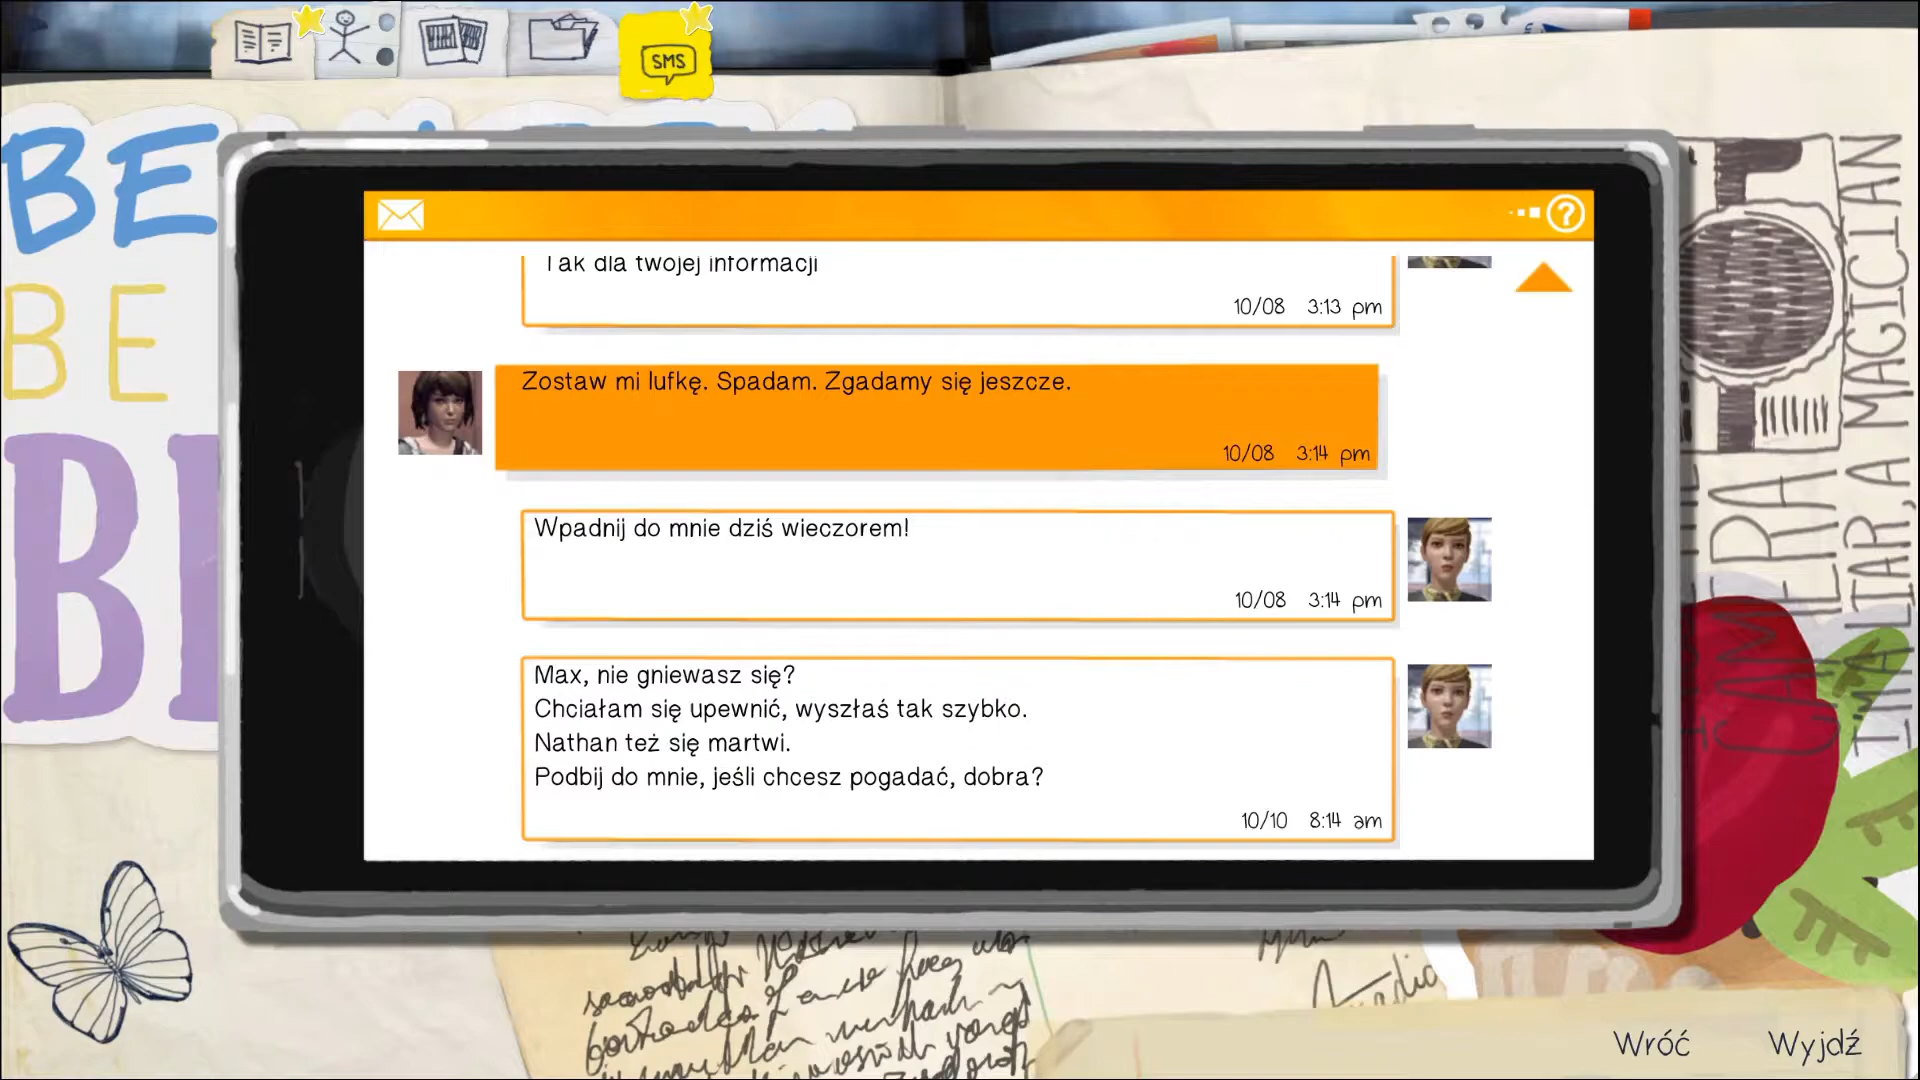 SMS
BE
BE
Tak dla twojej informacji
10/08 3:13 pm
Zostaw mi lufkę. Spadam. Zgadamy się jeszcze.
10/08 3:14 pm
Wpadnij do mnie dziś wieczorem!
10/08 3:14 pm
Max, nie gniewasz się?
Chciałam się upewnić, wyszłaś tak szybko.
Nathan też się martwi.
Podbij do mnie, jeśli chcesz pogadać, dobra?
10/10 8:14 am
CAMERA
ALTAR, A MAGICIAN
Wróć
Wyjdź